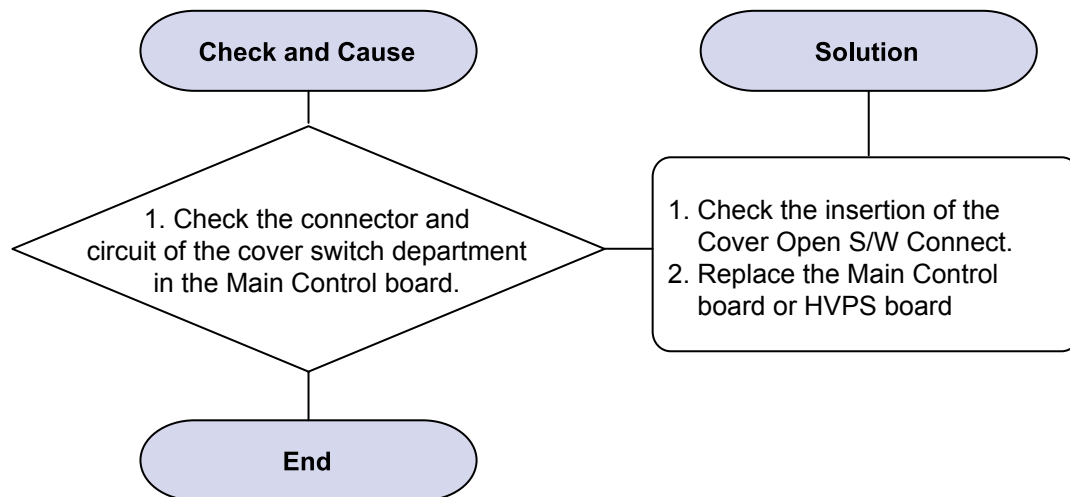 Check and Cause
Solution
1. Check the connector and
circuit of the cover switch department
in the Main Control board.
1. Check the insertion of the
Cover Open S/W Connect.
2. Replace the Main Control
board or HVPS board
End